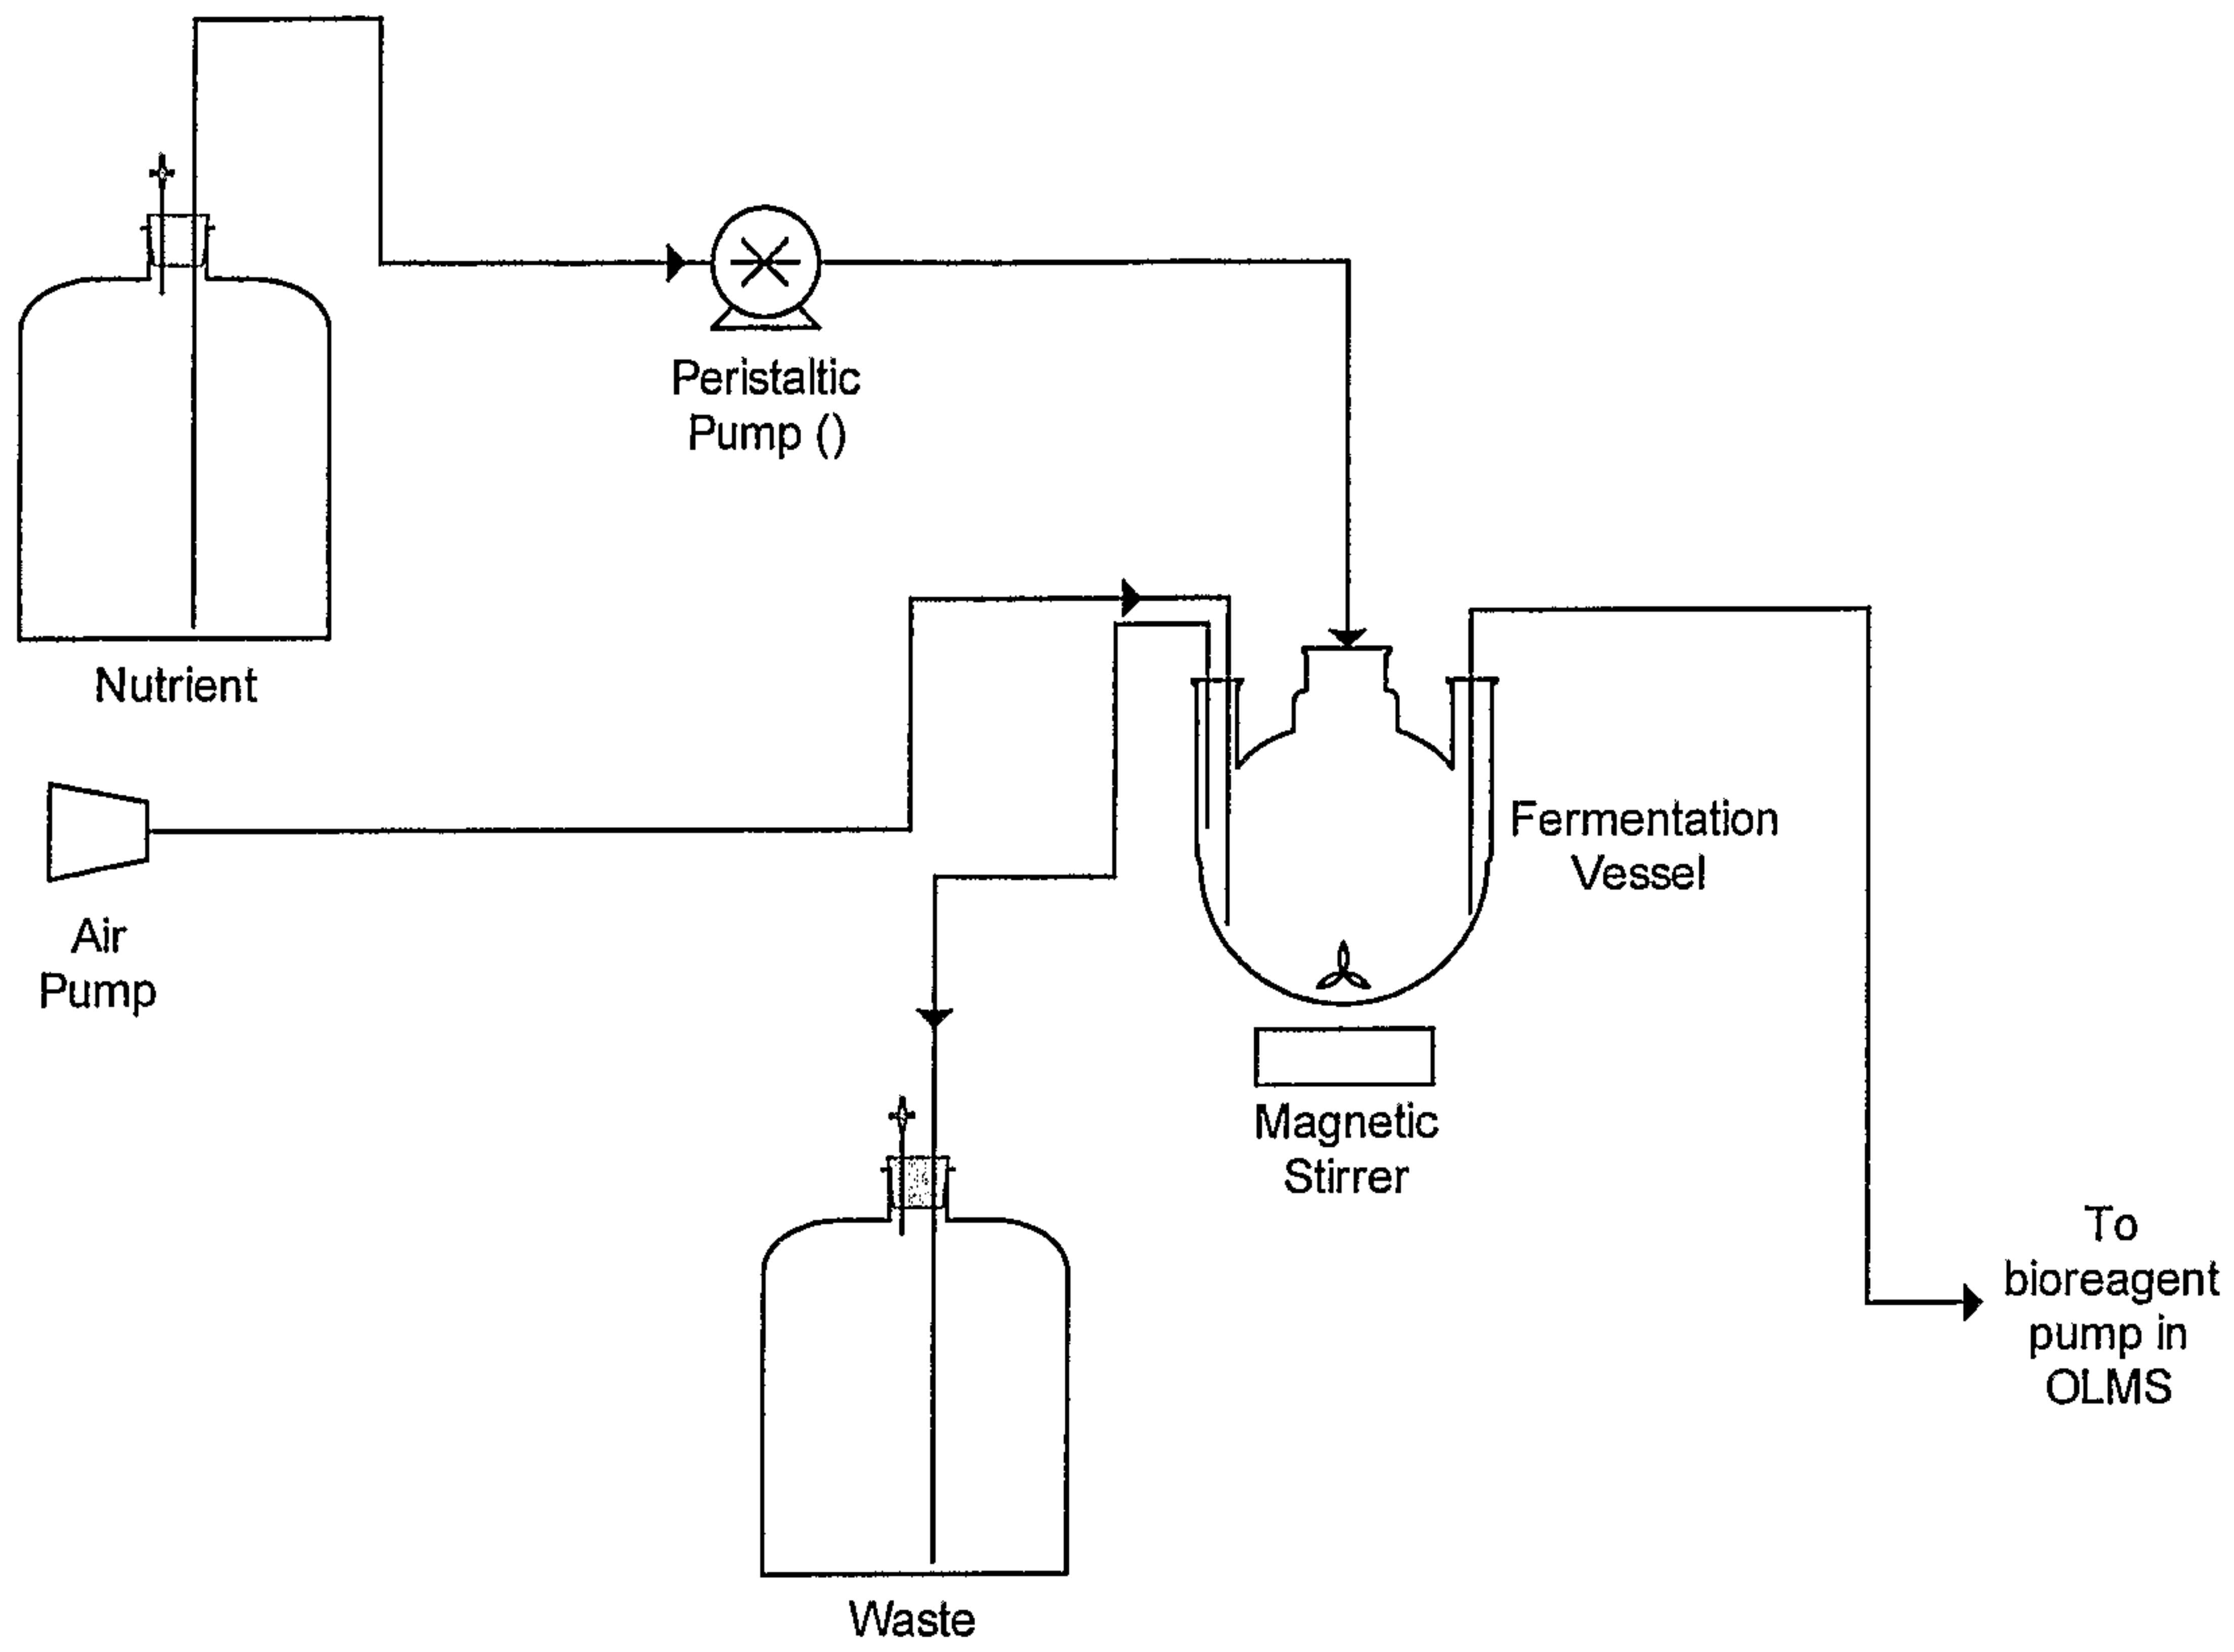 Peristaltic
Pump ()
Nutrient
Fermentation
Vessel
Air
Pump
Magnetic
Stirrer
To
bioreagent
pump in
OLMS
Waste